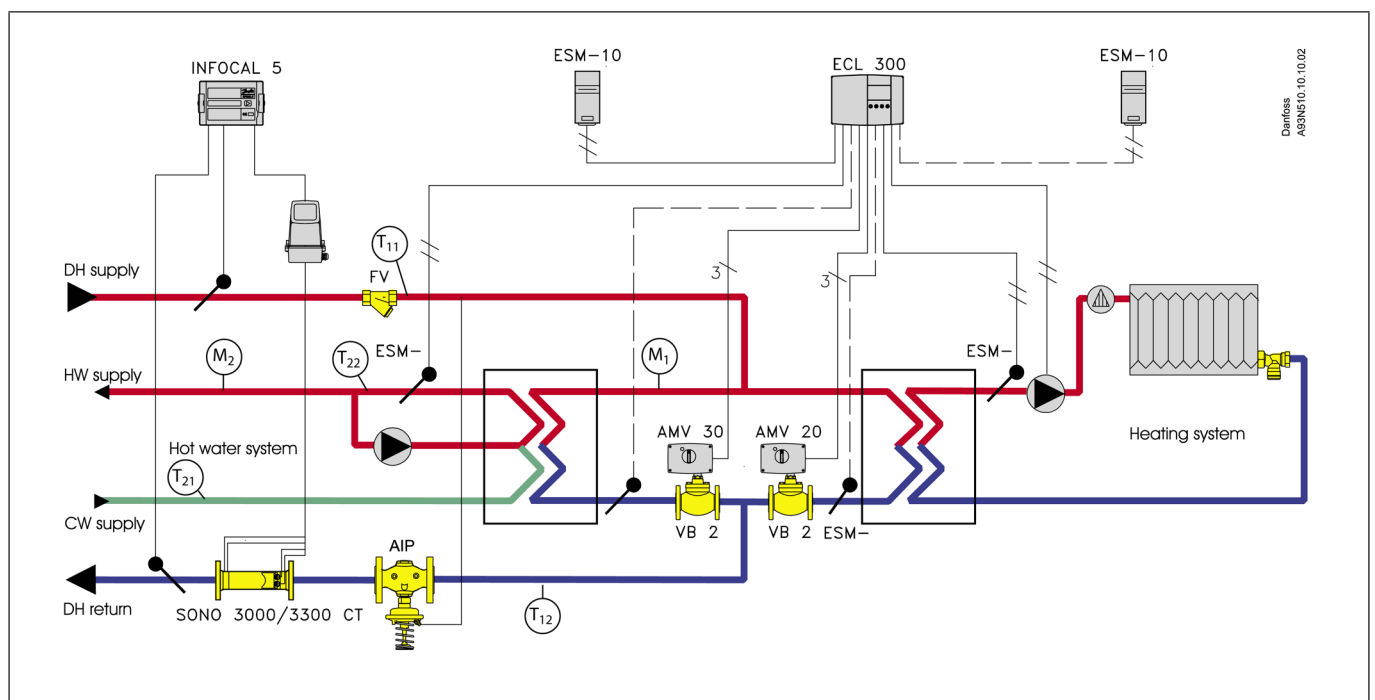 ESM-10
ECL 300
ESM-10
INFOCAL 5
Danfoss
A93N510.10.10.02
T11
DH supply
FV
3
3
M2
T22
ESM-
M1
ESM-
HW supply
AMV 30
AMV 20
Heating system
Hot water system
T21
CW supply
VB 2
VB 2
ESM-
AIP
DH return
SONO 3000/3300 CT
T12